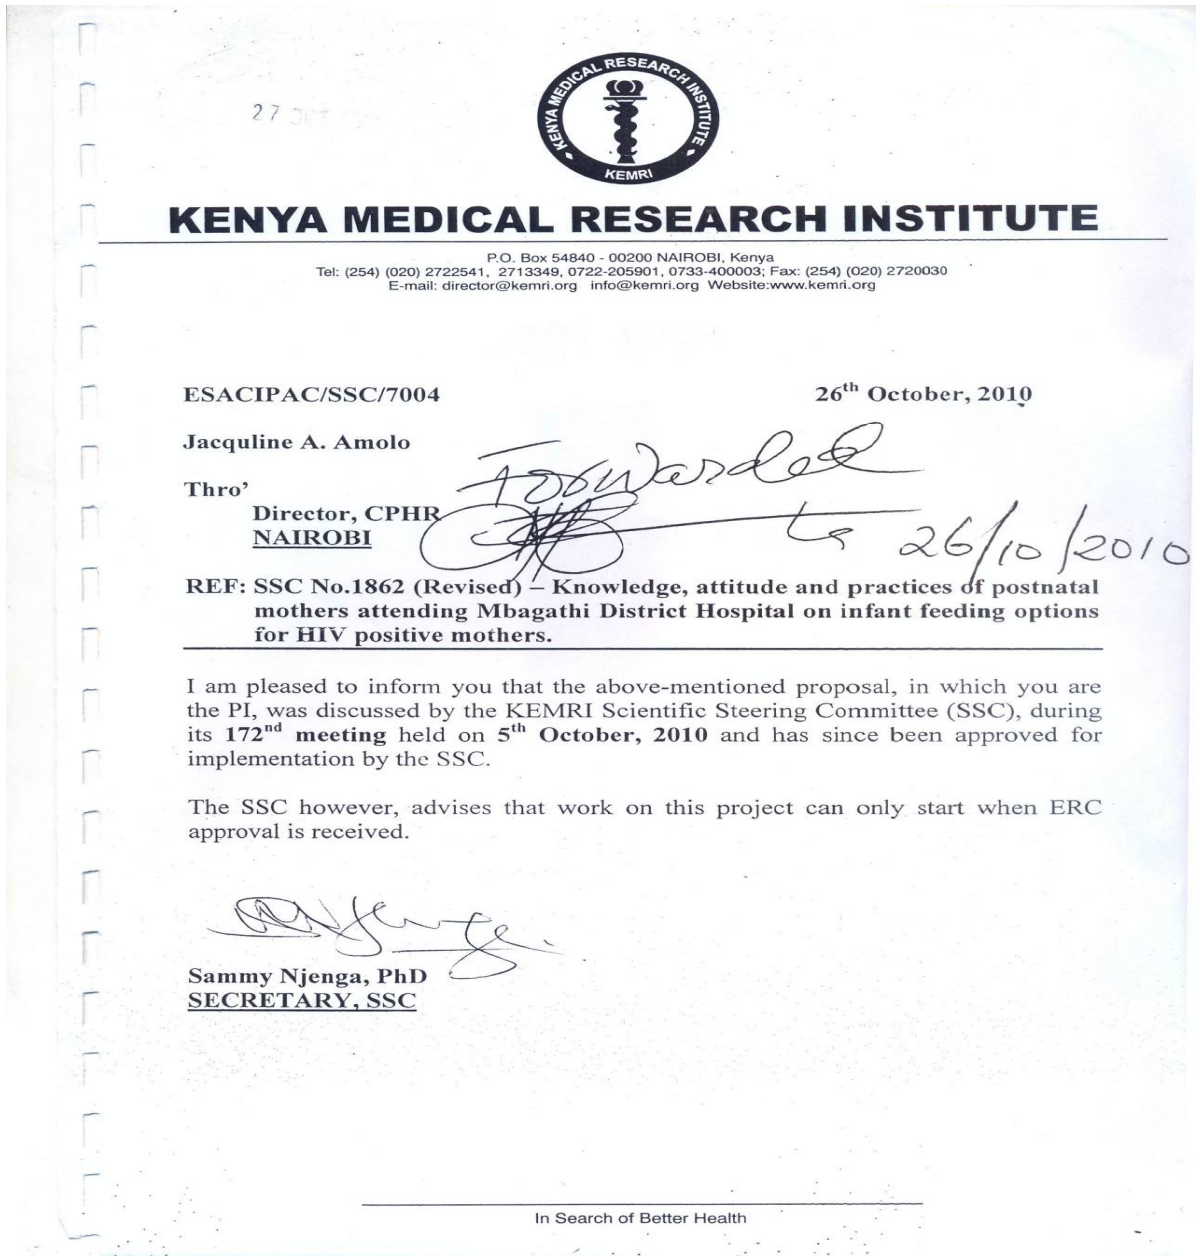 27 OCT
KENYA MEDICAL RESEARCH INSTITUTE
KEMRI
KENYA MEDICAL RESEARCH INSTITUTE
P.O. Box 54840 - 00200 NAIROBI, Kenya
Tel: (254) (020) 2722541, 2713349, 0722-205901, 0733-400003; Fax: (254) (020) 2720030
E-mail: director@kemri.org info@kemri.org Website:www.kemri.org
ESACIPAC/SSC/7004 26th October, 2010
Jacquline A. Amolo
Forwarded
Thro'
Director, CPHR
NAIROBI
26/10/2010
REF: SSC No.1862 (Revised) – Knowledge, attitude and practices of postnatal
mothers attending Mbagathi District Hospital on infant feeding options
for HIV positive mothers.
I am pleased to inform you that the above-mentioned proposal, in which you are
the PI, was discussed by the KEMRI Scientific Steering Committee (SSC), during
its 172nd meeting held on 5th October, 2010 and has since been approved for
implementation by the SSC.
The SSC however, advises that work on this project can only start when ERC
approval is received.
Sammy Njenga, PhD
SECRETARY, SSC
In Search of Better Health